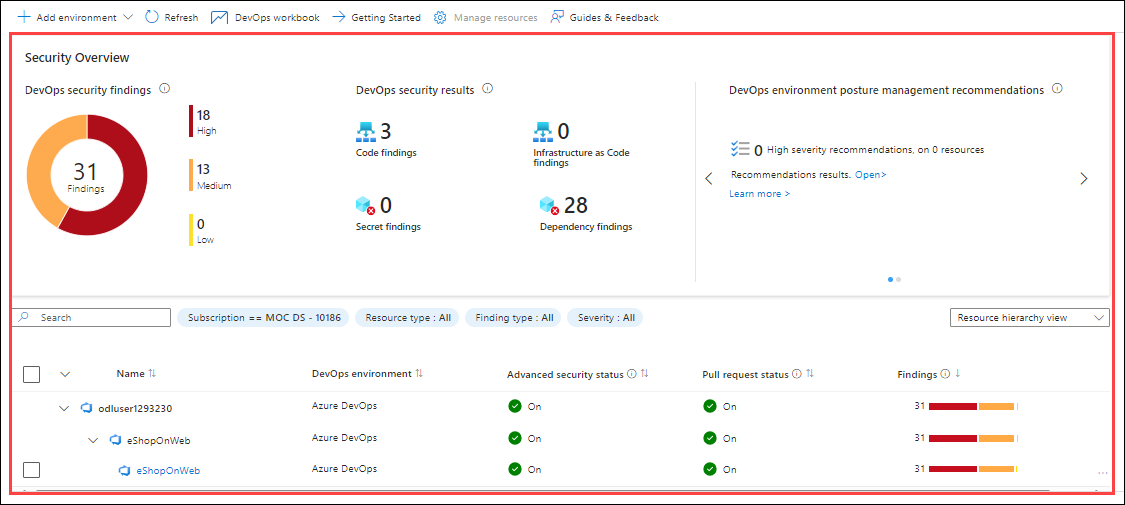 Add environment Refresh DevOps workbook Getting Started Manage resources Guides & Feedback
Security Overview
DevOps security findings
31
Findings
18
High
13
Medium
0
Low
DevOps security results
3
Code findings
0
Infrastructure as Code
findings
0
Secret findings
28
Dependency findings
DevOps environment posture management recommendations
0 High severity recommendations, on 0 resources
Recommendations results. Open>
Learn more >
Search Subscription == MOC DS - 10186 Resource type : All Finding type : All Severity : All Resource hierarchy view
Name DevOps environment Advanced security status Pull request status Findings
odluser1293230 Azure DevOps On On 31
eShopOnWeb Azure DevOps On On 31
eShopOnWeb Azure DevOps On On 31 ...